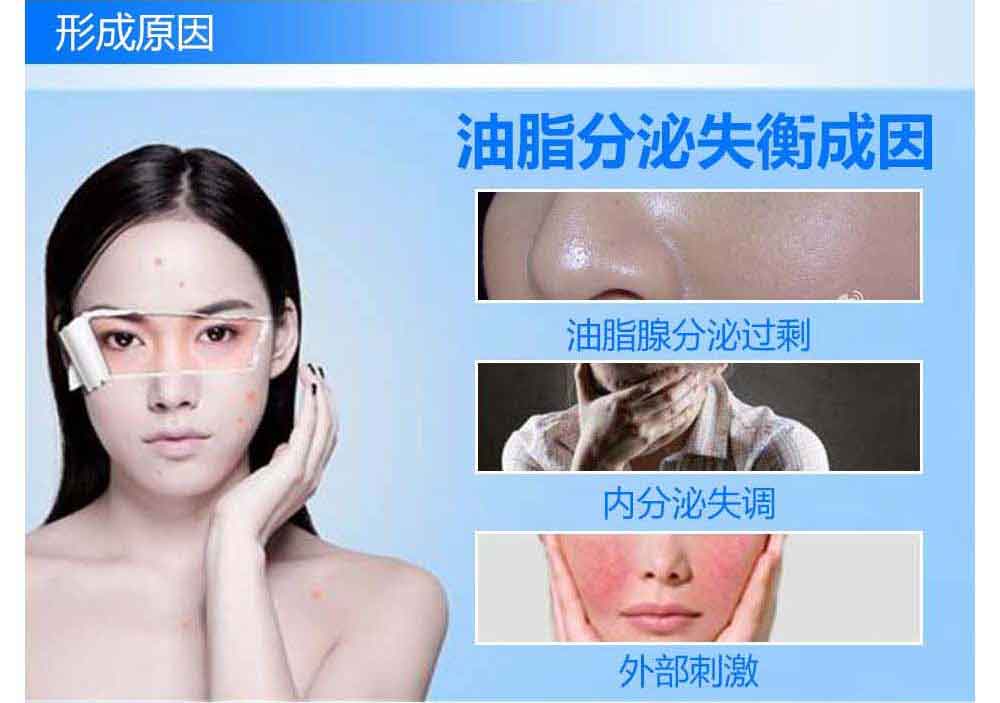 形成原因
油脂分泌失衡成因
油脂腺分泌过剩
内分泌失调
外部刺激